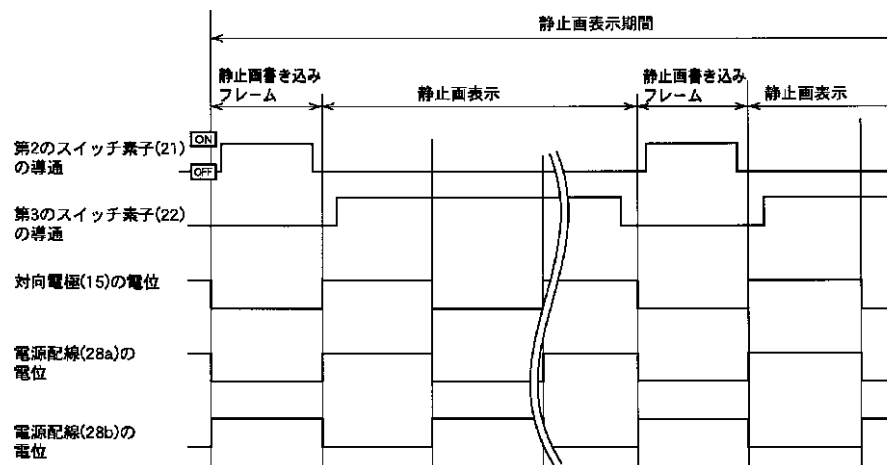 静止画表示期間
静止画書き込み
フレーム
静止画表示
静止画書き込み
フレーム
静止画表示
ON
第2のスイッチ素子(21)
の導通
OFF
第3のスイッチ素子(22)
の導通
対向電極(15)の電位
電源配線(28a)の
電位
電源配線(28b)の
電位